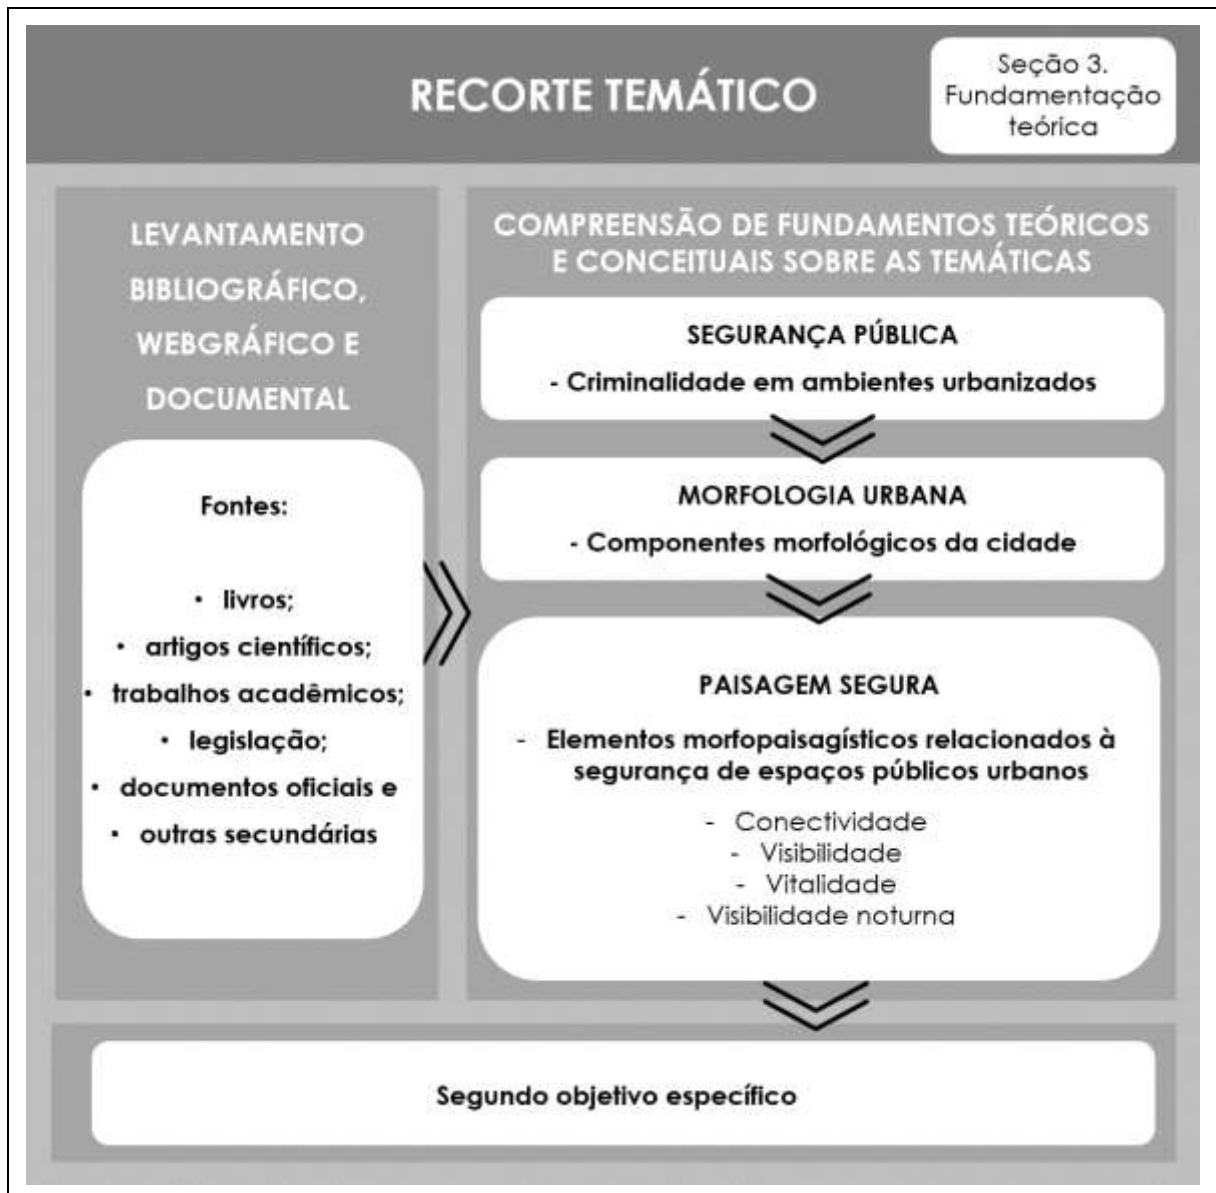 RECORTE TEMÁTICO
Seção 3.
Fundamentação
teórica
LEVANTAMENTO
BIBLIOGRÁFICO,
WEBGRÁFICO E
DOCUMENTAL
Fontes:
• livros;
• artigos científicos;
• trabalhos acadêmicos;
• legislação;
• documentos oficiais e
• outras secundárias
COMPREENSÃO DE FUNDAMENTOS TEÓRICOS
E CONCEITUAIS SOBRE AS TEMÁTICAS
SEGURANÇA PÚBLICA
- Criminalidade em ambientes urbanizados
MORFOLOGIA URBANA
- Componentes morfológicos da cidade
PAISAGEM SEGURA
- Elementos morfopaisagísticos relacionados à
segurança de espaços públicos urbanos
- Conectividade
- Visibilidade
- Vitalidade
- Visibilidade noturna
Segundo objetivo específico